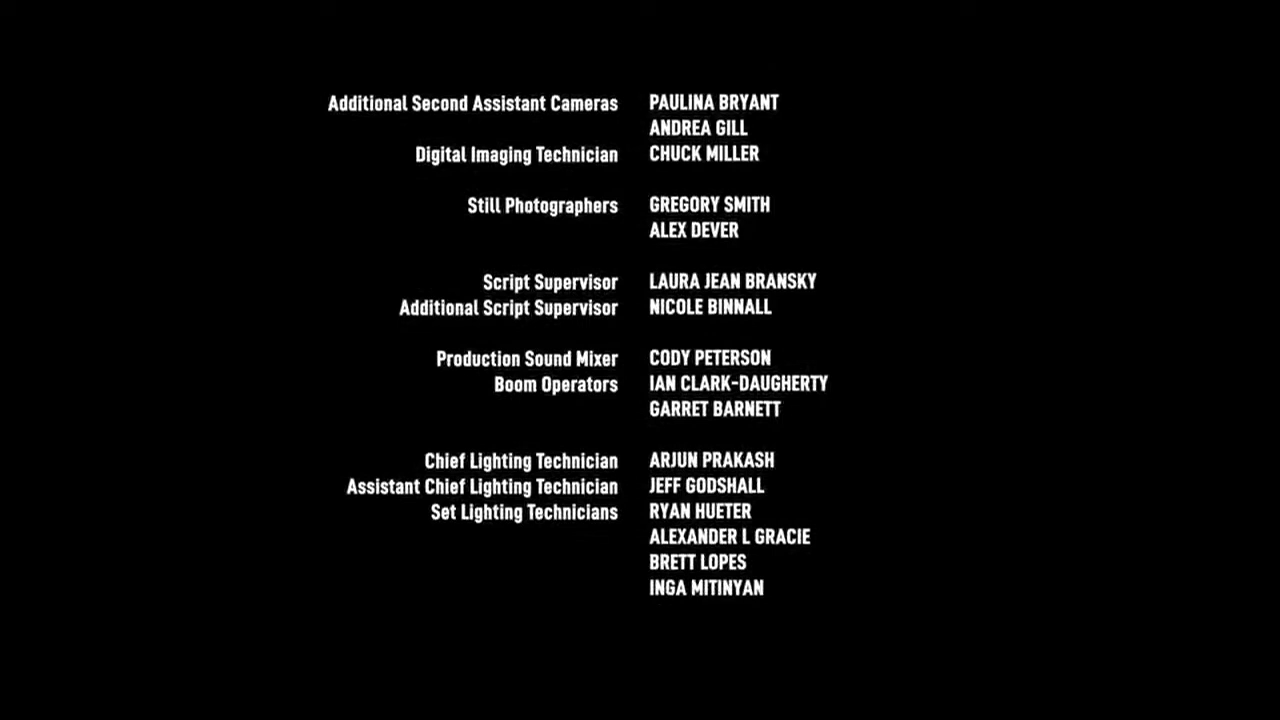 Additional Second Assistant Cameras PAULINA BRYANT
ANDREA GILL
Digital Imaging Technician CHUCK MILLER
Still Photographers GREGORY SMITH
ALEX DEVER
Script Supervisor LAURA JEAN BRANSKY
Additional Script Supervisor NICOLE BINNALL
Production Sound Mixer CODY PETERSON
Boom Operators IAN CLARK-DAUGHERTY
GARRET BARNETT
Chief Lighting Technician ARJUN PRAKASH
Assistant Chief Lighting Technician JEFF GODSHALL
Set Lighting Technicians RYAN HUETER
ALEXANDER L GRACIE
BRETT LOPES
INGA MITINYAN